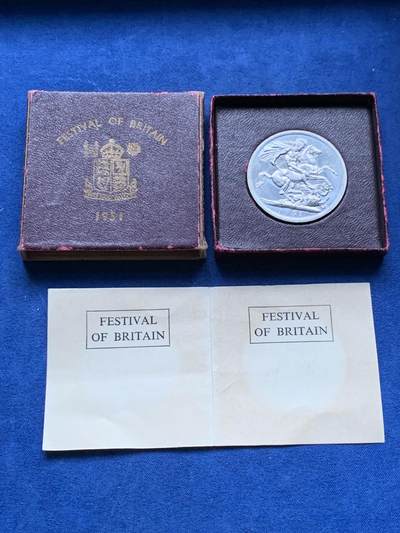 FESTIVAL OF BRITAIN
1951
FESTIVAL
OF BRITAIN
FESTIVAL
OF BRITAIN